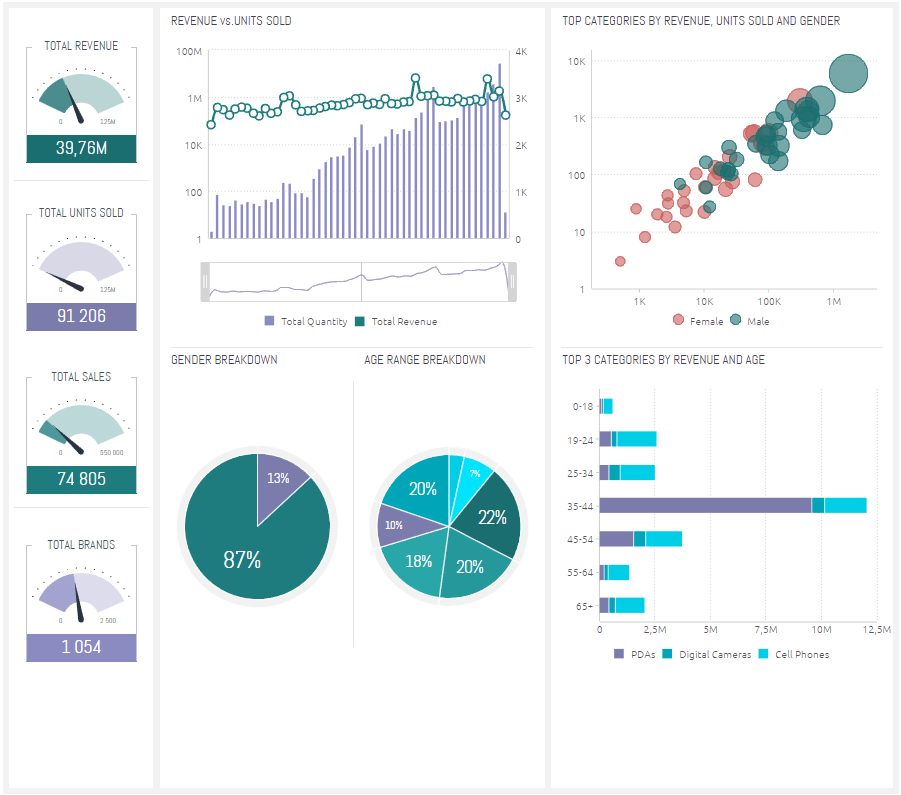 TOTAL REVENUE
0 125M
39,76M
TOTAL UNITS SOLD
0 125M
91 206
TOTAL SALES
0 550 000
74 805
TOTAL BRANDS
0 2 500
1 054
REVENUE vs.UNITS SOLD
100M 4K
1M 3K
10K 2K
100 1K
1 0
Total Quantity Total Revenue
GENDER BREAKDOWN
13%
87%
AGE RANGE BREAKDOWN
7%
20%
22%
10%
18%
20%
TOP CATEGORIES BY REVENUE, UNITS SOLD AND GENDER
10K
1K
100
10
1
1K 10K 100K 1M
Female Male
TOP 3 CATEGORIES BY REVENUE AND AGE
0-18
19-24
25-34
35-44
45-54
55-64
65+
0 2,5M 5M 7,5M 10M 12,5M
PDAs Digital Cameras Cell Phones